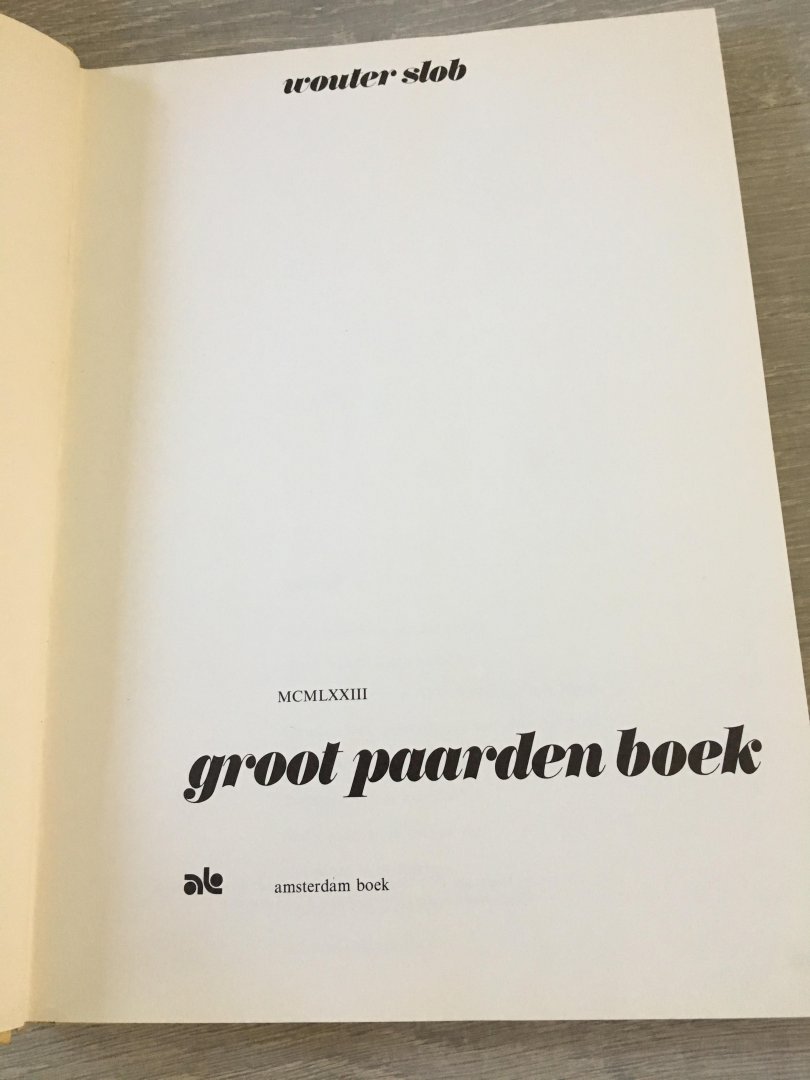 wouter slob
MCMLXXIII
groot paarden boek
ab amsterdam boek